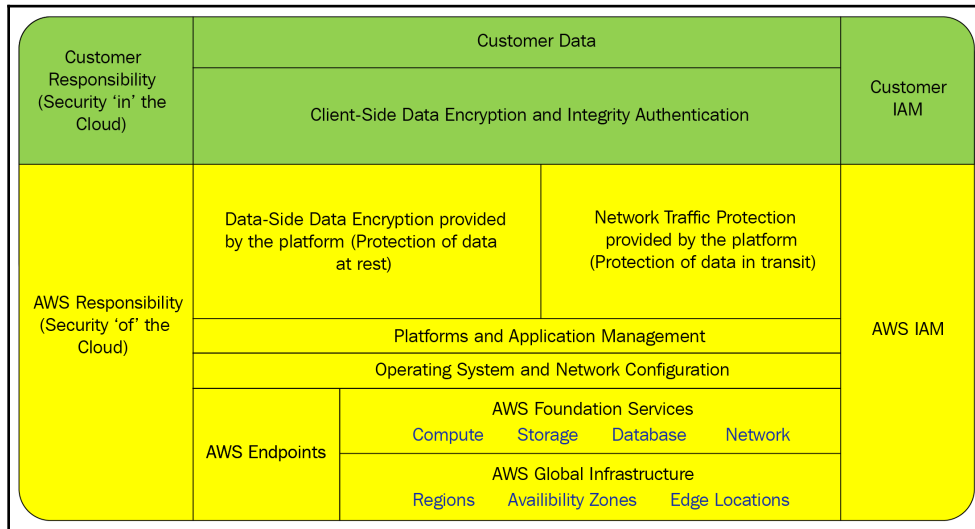 Customer
Responsibility
(Security ‘in’ the
Cloud)
Customer Data
Client-Side Data Encryption and Integrity Authentication
Customer
IAM
AWS Responsibility
(Security ‘of’ the
Cloud)
Data-Side Data Encryption provided
by the platform (Protection of data
at rest)
Network Traffic Protection
provided by the platform
(Protection of data in transit)
Platforms and Application Management
Operating System and Network Configuration
AWS Endpoints
AWS Foundation Services
Compute Storage Database Network
AWS Global Infrastructure
Regions Availibility Zones Edge Locations
AWS IAM